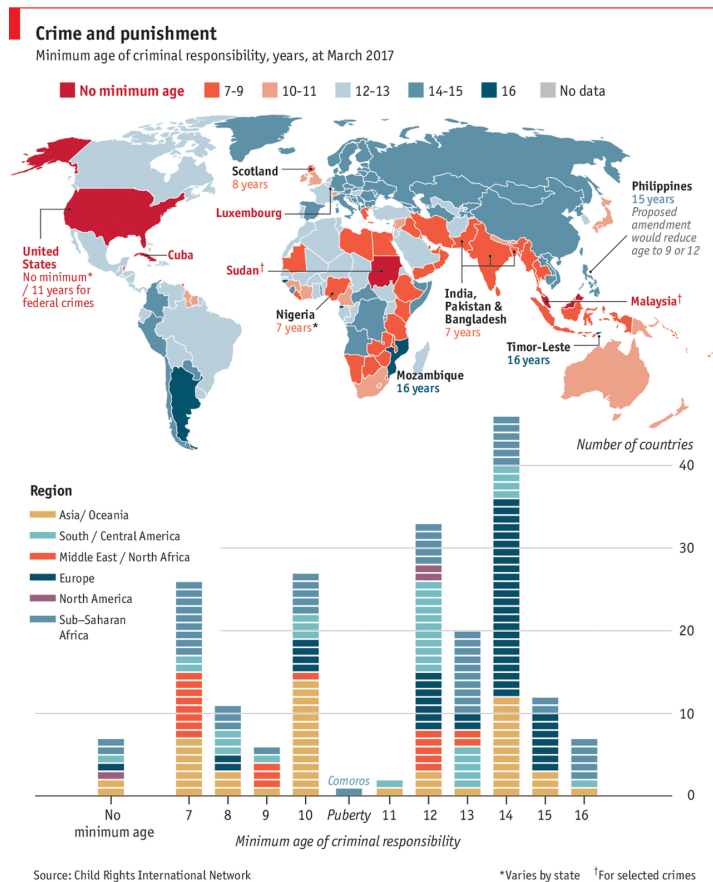 Crime and punishment
Minimum age of criminal responsibility, years, at March 2017
No minimum age
7-9
10-11
12-13
14-15
16
No data
Scotland
8 years
Luxembourg
Philippines
15 years
Proposed
amendment
would reduce
age to 9 or 12
United
States
No minimum*
/ 11 years for
federal crimes
Cuba
Sudan†
Nigeria
7 years*
India,
Pakistan &
Bangladesh
7 years
Malaysia†
Timor-Leste
16 years
Mozambique
16 years
Number of countries
40
30
20
10
0
Region
Asia/ Oceania
South / Central America
Middle East / North Africa
Europe
North America
Sub–Saharan
Africa
Comoros
No
minimum age
7
8
9
10
Puberty
11
12
13
14
15
16
Minimum age of criminal responsibility
Source: Child Rights International Network
*Varies by state
†For selected crimes